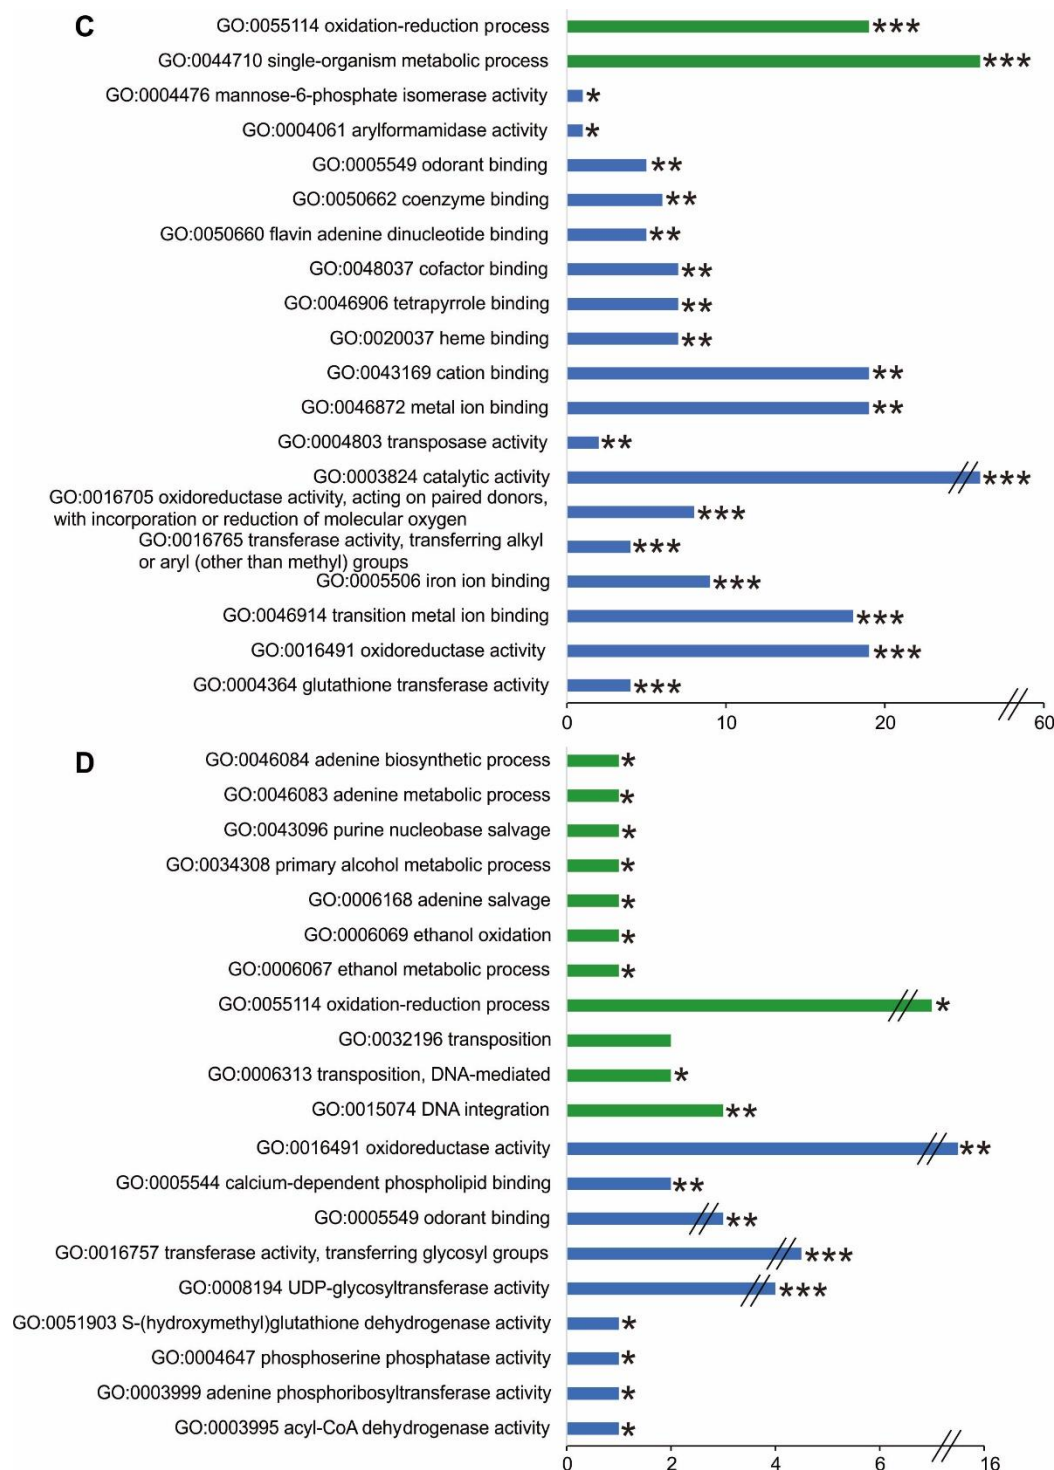 C
GO:0055114 oxidation-reduction process
***
GO:0044710 single-organism metabolic process
***
GO:0004476 mannose-6-phosphate isomerase activity
*
GO:0004061 arylformamidase activity
*
GO:0005549 odorant binding
**
GO:0050662 coenzyme binding
**
GO:0050660 flavin adenine dinucleotide binding
**
GO:0048037 cofactor binding
**
GO:0046906 tetrapyrrole binding
**
GO:0020037 heme binding
**
GO:0043169 cation binding
**
GO:0046872 metal ion binding
**
GO:0004803 transposase activity
**
GO:0003824 catalytic activity
***
GO:0016705 oxidoreductase activity, acting on paired donors,
with incorporation or reduction of molecular oxygen
***
GO:0016765 transferase activity, transferring alkyl
or aryl (other than methyl) groups
***
GO:0005506 iron ion binding
***
GO:0046914 transition metal ion binding
***
GO:0016491 oxidoreductase activity
***
GO:0004364 glutathione transferase activity
***
0 10 20 60
D
GO:0046084 adenine biosynthetic process
*
GO:0046083 adenine metabolic process
*
GO:0043096 purine nucleobase salvage
*
GO:0034308 primary alcohol metabolic process
*
GO:0006168 adenine salvage
*
GO:0006069 ethanol oxidation
*
GO:0006067 ethanol metabolic process
*
GO:0055114 oxidation-reduction process
*
GO:0032196 transposition
GO:0006313 transposition, DNA-mediated
*
GO:0015074 DNA integration
**
GO:0016491 oxidoreductase activity
**
GO:0005544 calcium-dependent phospholipid binding
**
GO:0005549 odorant binding
**
GO:0016757 transferase activity, transferring glycosyl groups
***
GO:0008194 UDP-glycosyltransferase activity
***
GO:0051903 S-(hydroxymethyl)glutathione dehydrogenase activity
*
GO:0004647 phosphoserine phosphatase activity
*
GO:0003999 adenine phosphoribosyltransferase activity
*
GO:0003995 acyl-CoA dehydrogenase activity
*
0 2 4 6 16